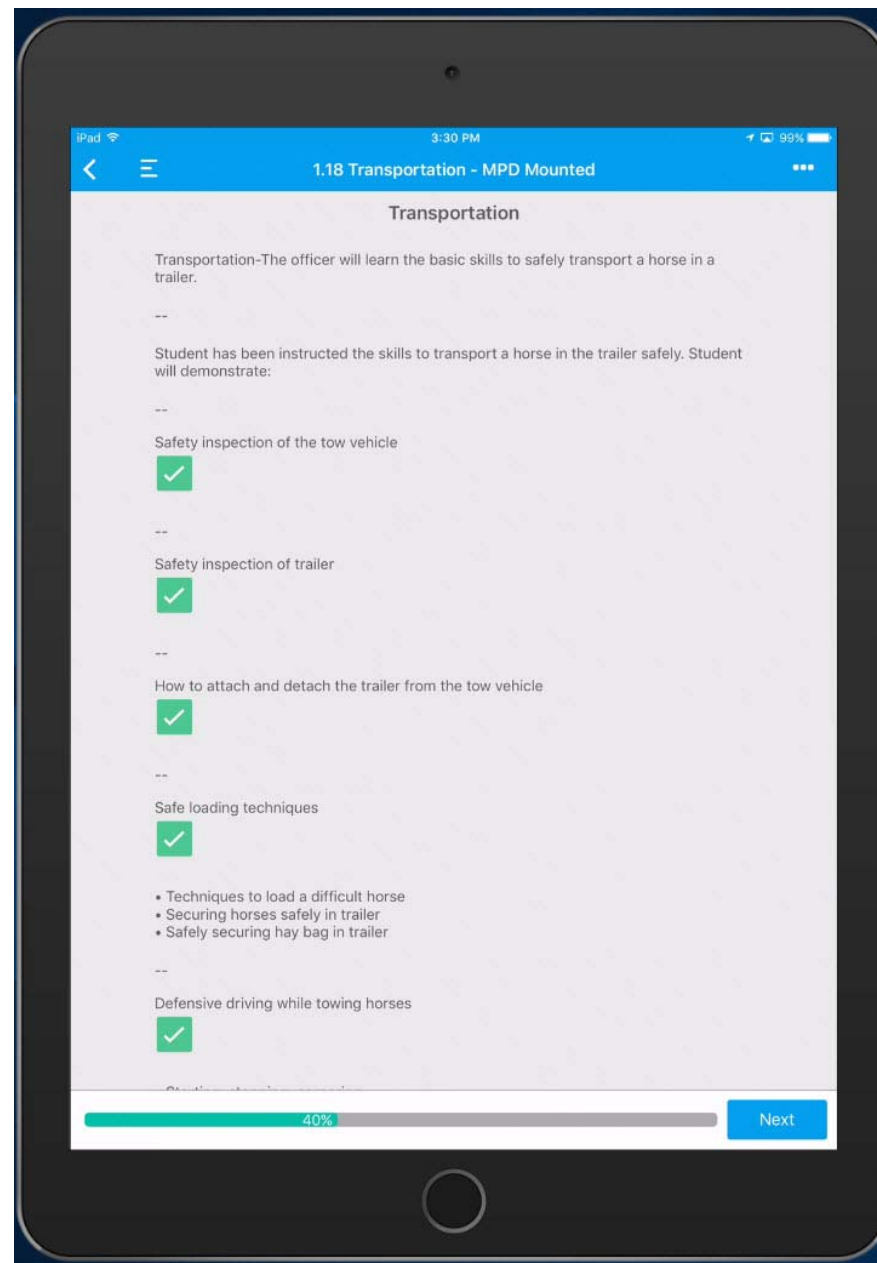 iPad
3:30 PM
99%
1.18 Transportation - MPD Mounted
Transportation
Transportation-The officer will learn the basic skills to safely transport a horse in a
trailer.
--
Student has been instructed the skills to transport a horse in the trailer safely. Student
will demonstrate:
--
Safety inspection of the tow vehicle
--
Safety inspection of trailer
--
How to attach and detach the trailer from the tow vehicle
--
Safe loading techniques
• Techniques to load a difficult horse
• Securing horses safely in trailer
• Safely securing hay bag in trailer
--
Defensive driving while towing horses
40%
Next